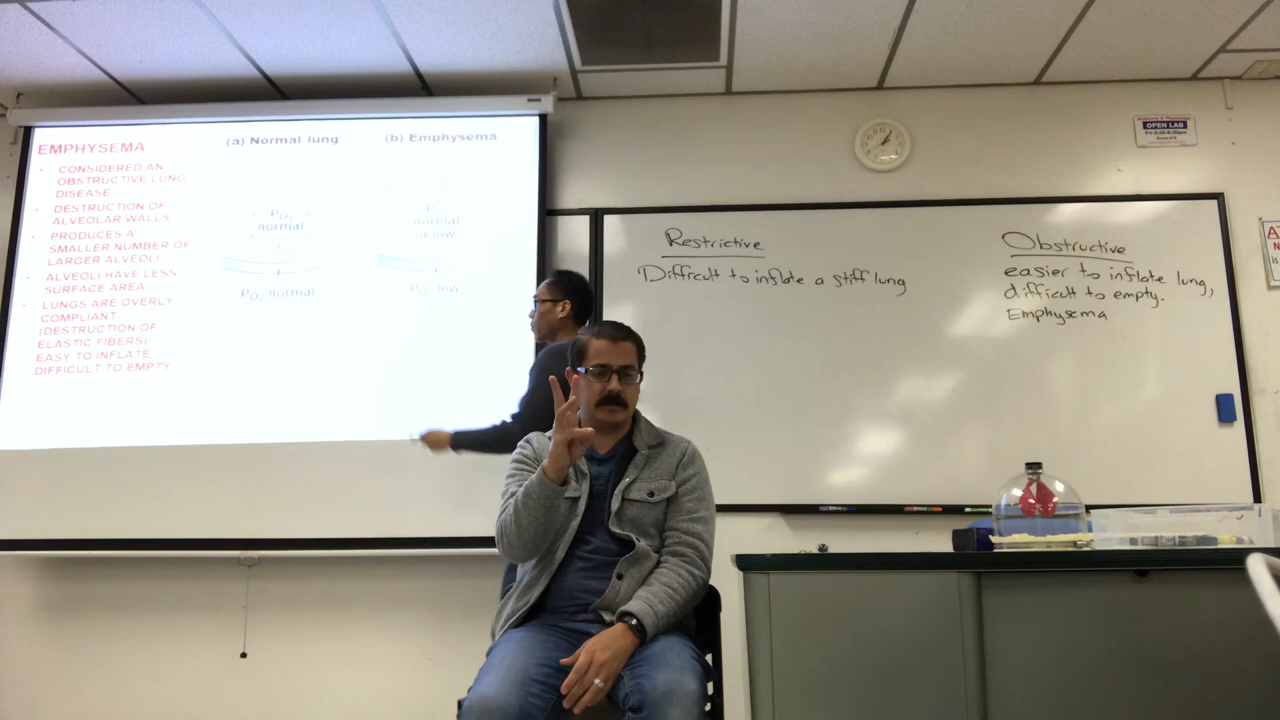 EMPHYSEMA
• CONSIDERED AN
OBSTRUCTIVE LUNG
DISEASE
• DESTRUCTION OF
ALVEOLAR WALLS
• PRODUCES A
SMALLER NUMBER OF
LARGER ALVEOLI
• ALVEOLI HAVE LESS
SURFACE AREA
• LUNGS ARE OVERLY
COMPLIANT
(DESTRUCTION OF
ELASTIC FIBERS)-
EASY TO INFLATE
DIFFICULT TO EMPTY
(a) Normal lung
PO2
normal
PO2 normal
(b) Emphysema
PO2
normal
or low
PO2 low
Restrictive
Difficult to inflate a stiff lung
Obstructive
easier to inflate lung,
difficult to empty.
Emphysema
OPEN LAB